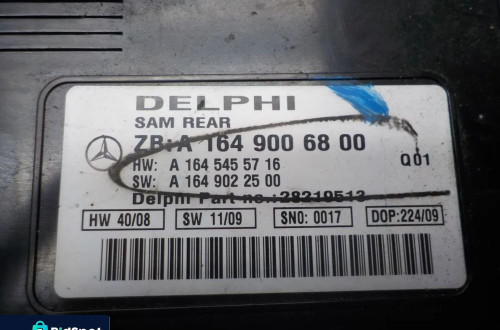 DELPHI
SAM REAR
ZB: A 164 900 68 00
HW: A 164 545 57 16
SW: A 164 902 25 00
Q01
Delphi Part no.: 28219513
HW 40/08 SW 11/09 SNO: 0017 DOP:224/09
BidSpot